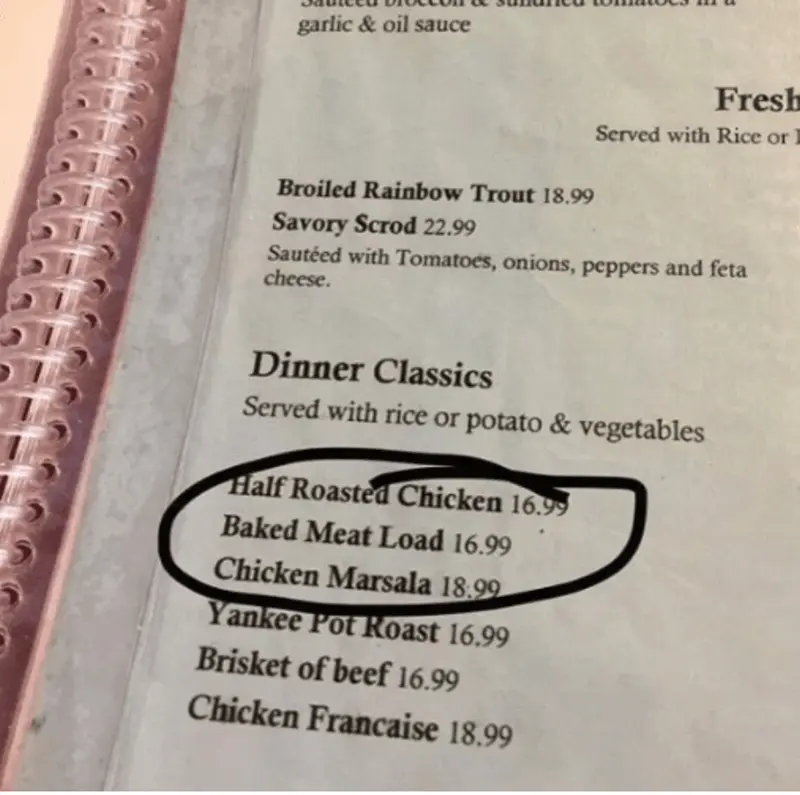 Sautéed broccoli & sundried tomatoes in a
garlic & oil sauce
Fresh
Served with Rice or
Broiled Rainbow Trout 18.99
Savory Scrod 22.99
Sautéed with Tomatoes, onions, peppers and feta
cheese.
Dinner Classics
Served with rice or potato & vegetables
Half Roasted Chicken 16.99
Baked Meat Load 16.99
Chicken Marsala 18.99
Yankee Pot Roast 16.99
Brisket of beef 16.99
Chicken Francaise 18.99